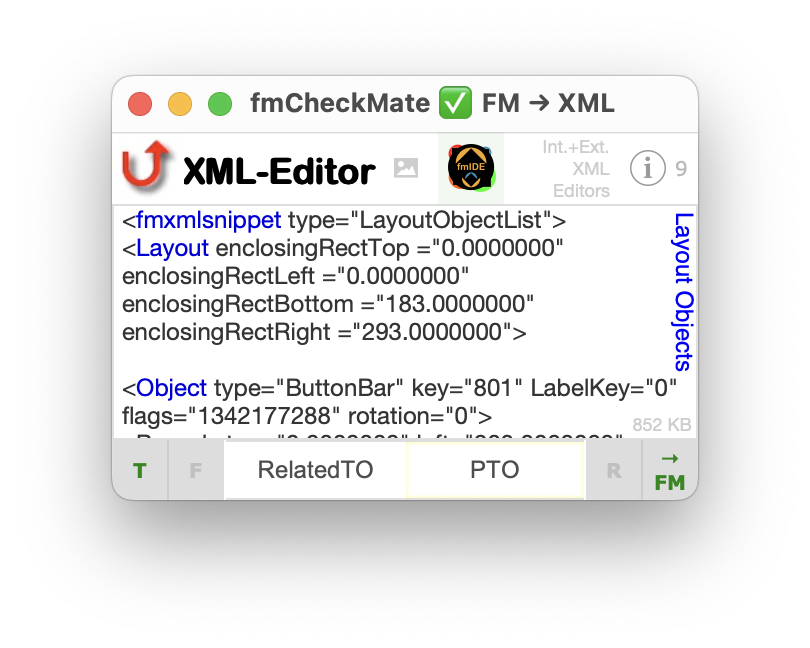 fmCheckMate ✅ FM → XML
XML-Editor
fmIDE
Int.+Ext.
XML
Editors
i
9
<fmxmlsnippet type="LayoutObjectList">
<Layout enclosingRectTop ="0.0000000"
enclosingRectLeft ="0.0000000"
enclosingRectBottom ="183.0000000"
enclosingRectRight ="293.0000000">
<Object type="ButtonBar" key="801" LabelKey="0"
flags="1342177288" rotation="0">
Layout Objects
852 KB
T
F
RelatedTO
PTO
R
→
FM